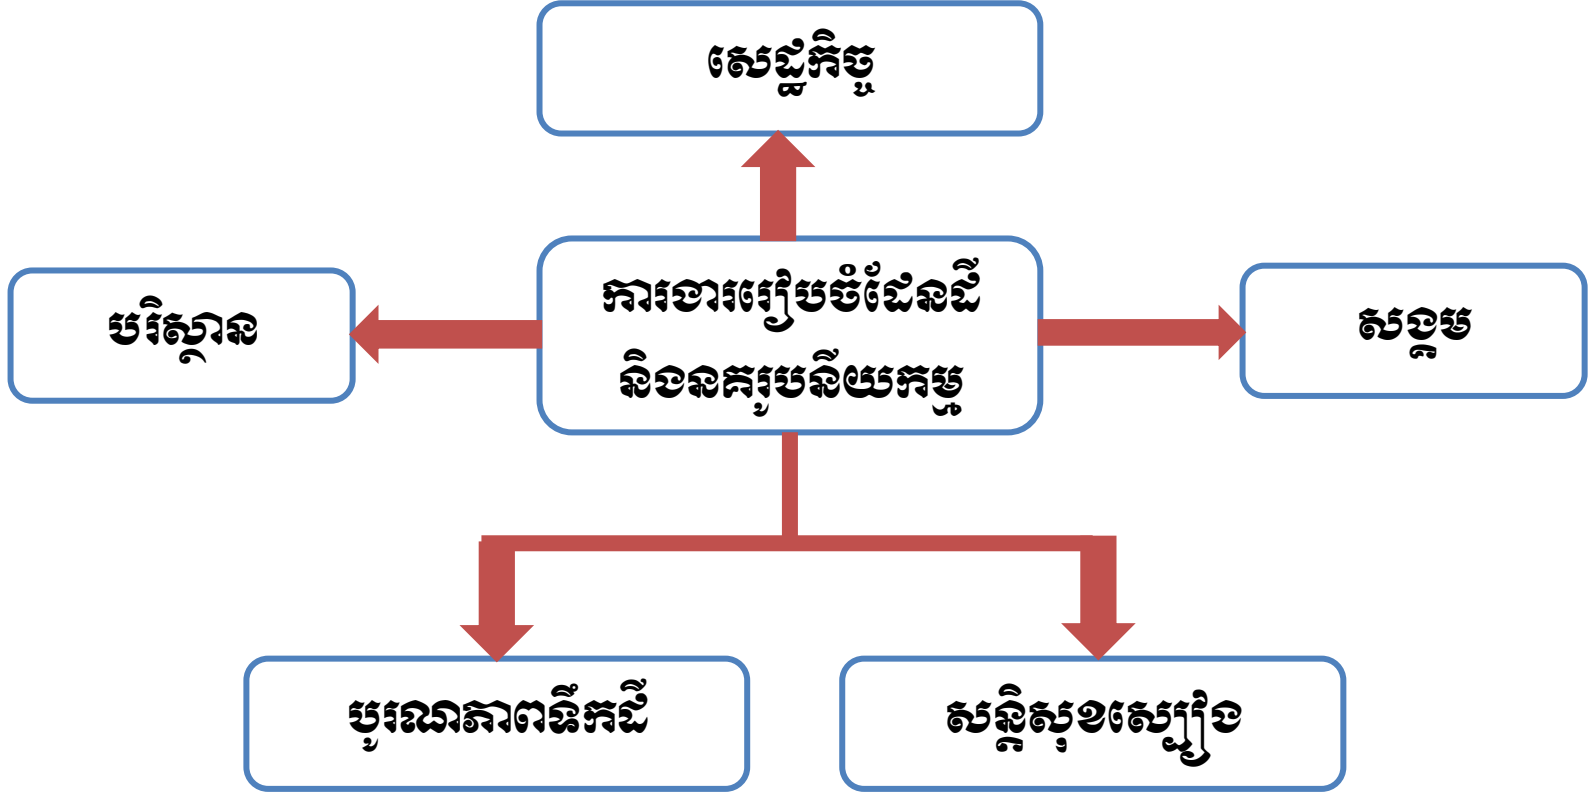 សេដ្ឋកិច្ច
ការងាររៀបចំដែនដី
និងនគរូបនីយកម្ម
បរិស្ថាន
សង្គម
បូរណភាពទឹកដី
សន្តិសុខស្បៀង